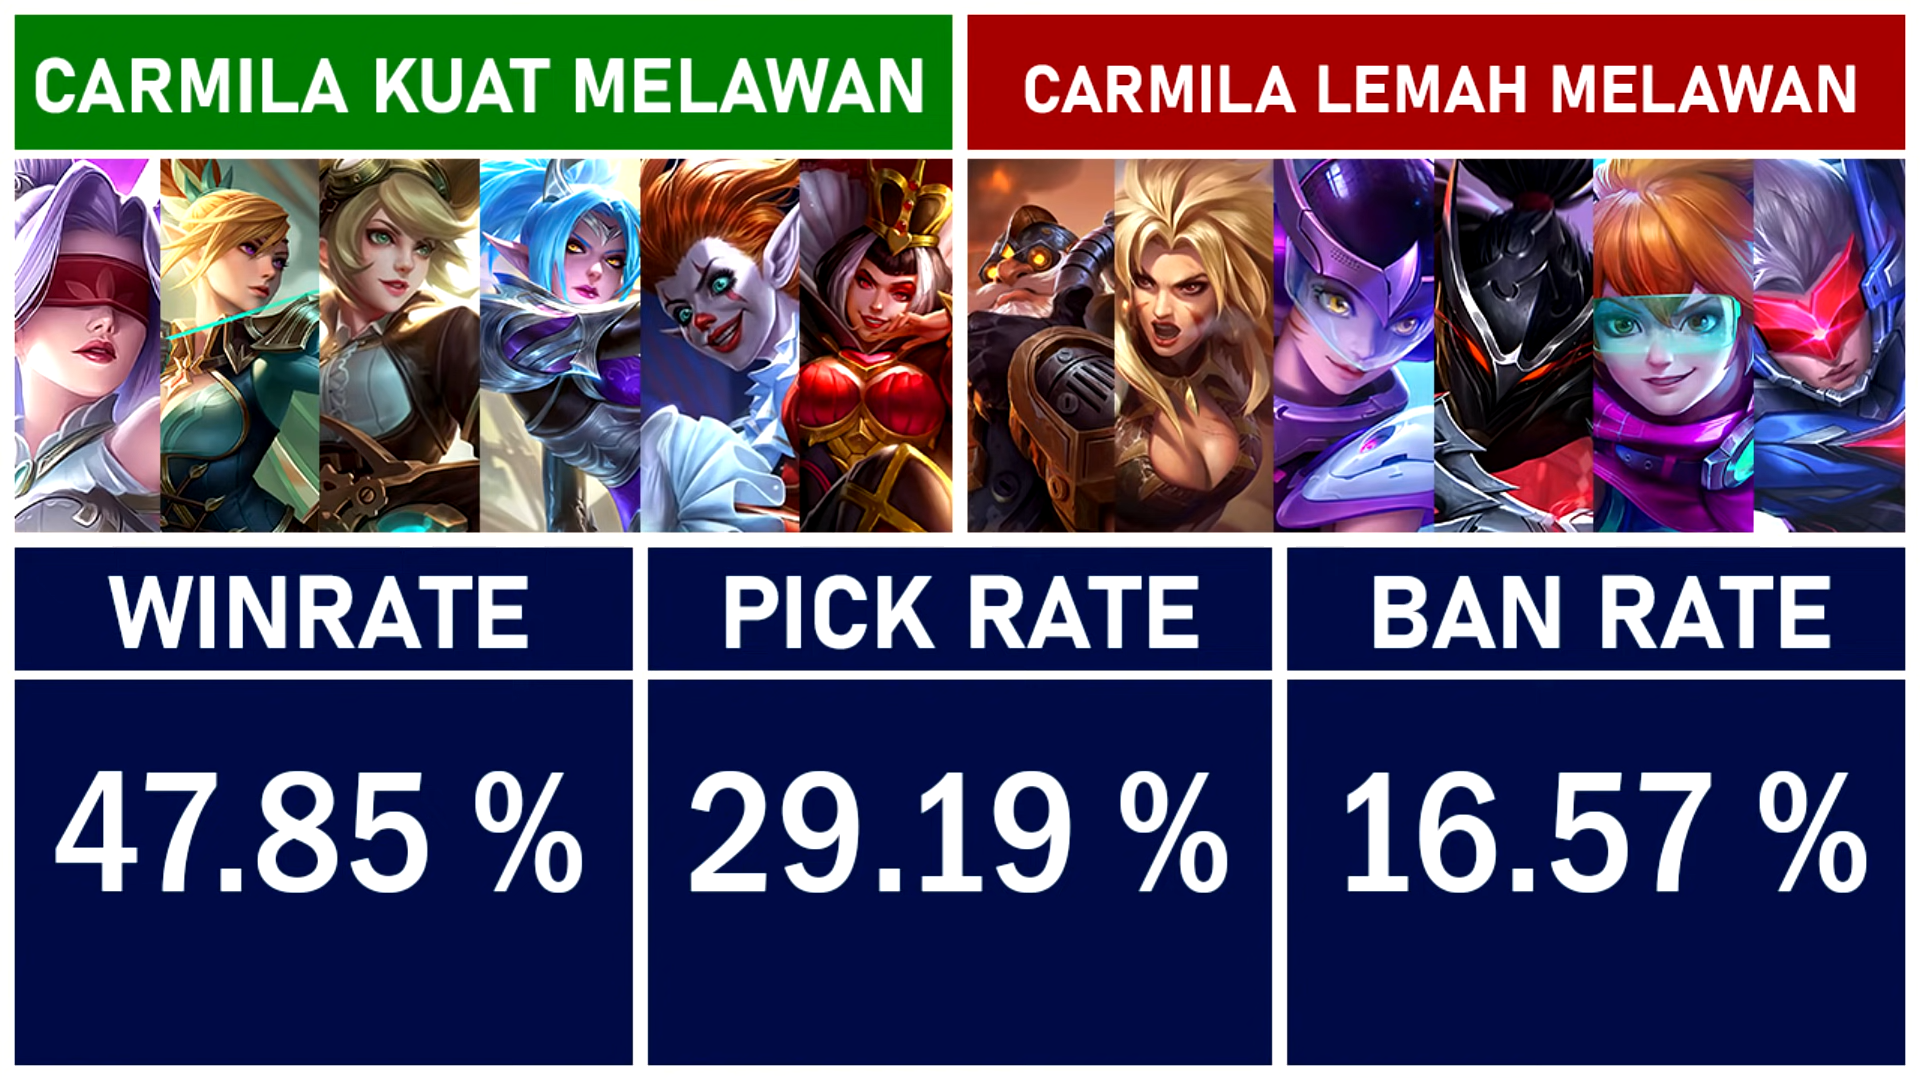 CARMILA KUAT MELAWAN
CARMILA LEMAH MELAWAN
WINRATE
PICK RATE
BAN RATE
47.85 %
29.19 %
16.57 %